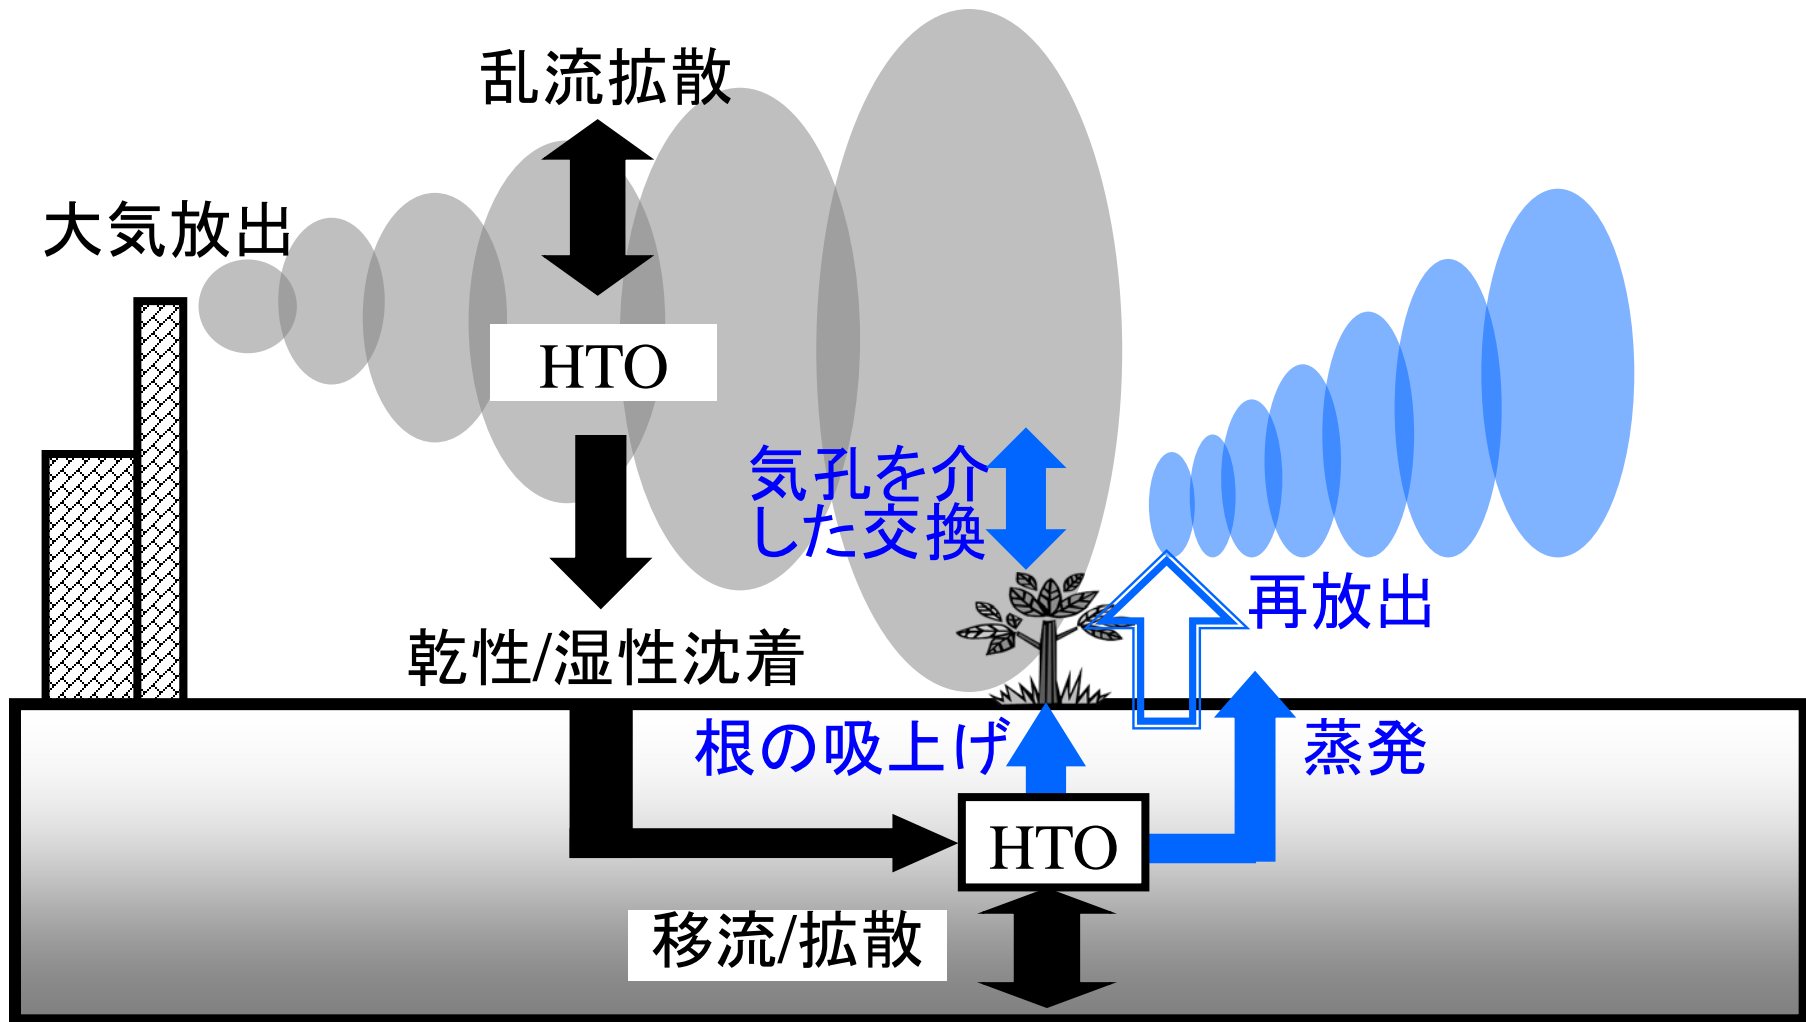 乱流拡散
大気放出
HTO
気孔を介
した交換
再放出
乾性/湿性沈着
根の吸上げ
蒸発
HTO
移流/拡散